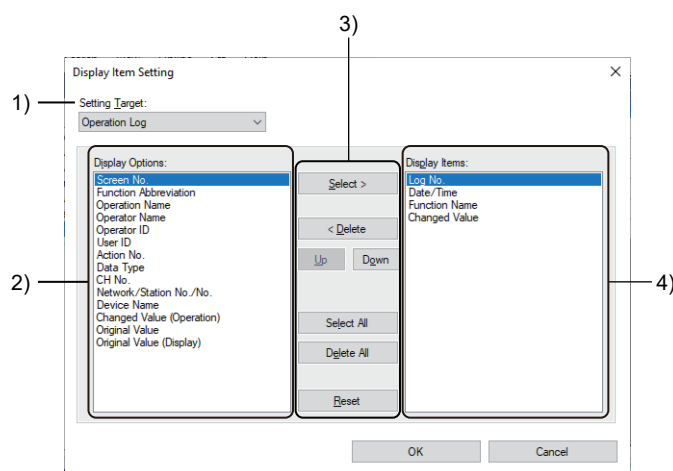 3)
Display Item Setting
1)
Setting Target:
Operation Log
Display Options:
Screen No.
Function Abbreviation
Operation Name
Operator Name
Operator ID
User ID
Action No.
Data Type
CH No.
Network/Station No./No.
Device Name
Changed Value (Operation)
Original Value
Original Value (Display)
2)
Select >
< Delete
Up
Down
Select All
Delete All
Reset
Display Items:
Log No.
Date/Time
Function Name
Changed Value
4)
OK
Cancel